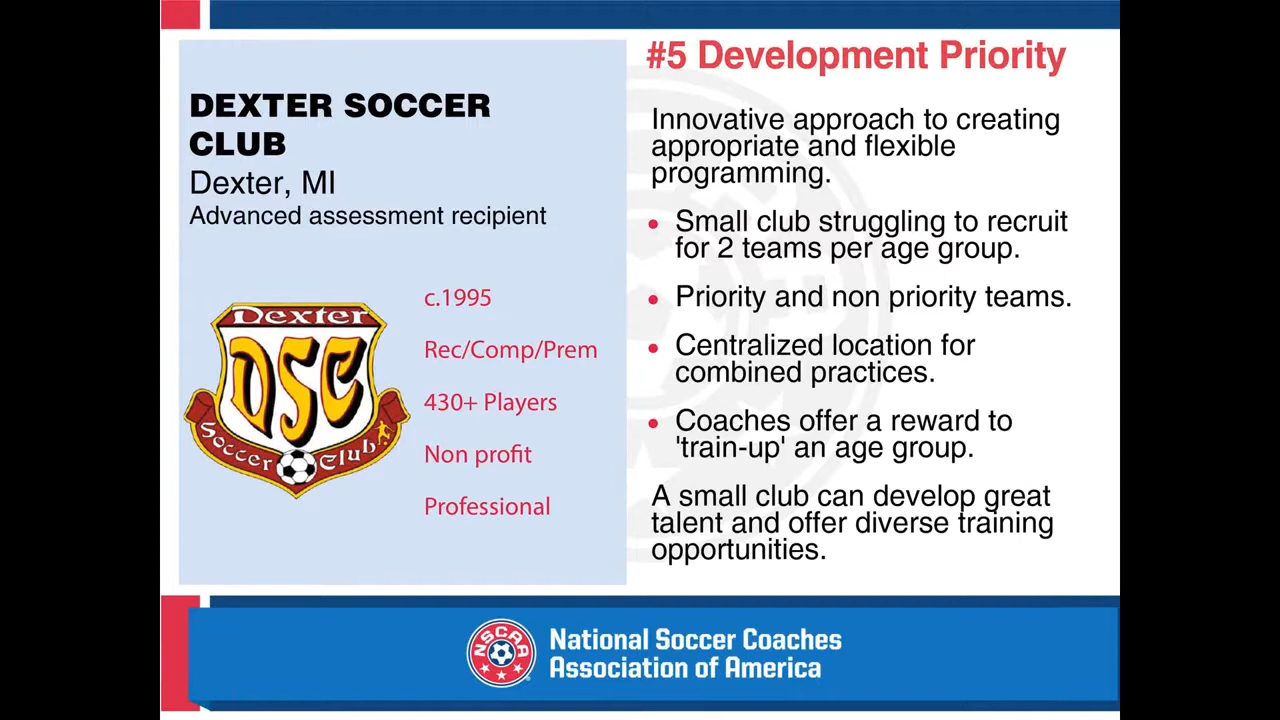 DEXTER SOCCER
CLUB
Dexter, MI
Advanced assessment recipient
Dexter
DSC
Soccer Club
c.1995
Rec/Comp/Prem
430+ Players
Non profit
Professional
#5 Development Priority
Innovative approach to creating
appropriate and flexible
programming.
• Small club struggling to recruit
for 2 teams per age group.
• Priority and non priority teams.
• Centralized location for
combined practices.
• Coaches offer a reward to
'train-up' an age group.
A small club can develop great
talent and offer diverse training
opportunities.
NSCAA
National Soccer Coaches
Association of America